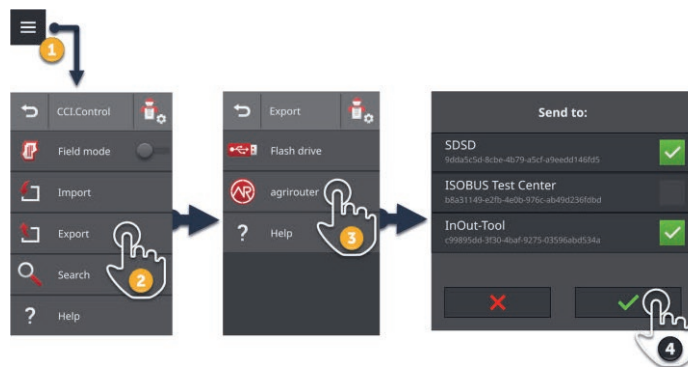 1
CCI.Control
Field mode
Import
Export
2
Search
? Help
Export
Flash drive
agrirouter
3
? Help
Send to:
SDSD
9dda5c5d-8cbe-4b79-a5cf-a9eedd146fd5
ISOBUS Test Center
b8a31149-e2fb-4e0b-976c-ab49d236fdbd
InOut-Tool
c99895dd-3f30-4baf-9275-03596abd534a
4